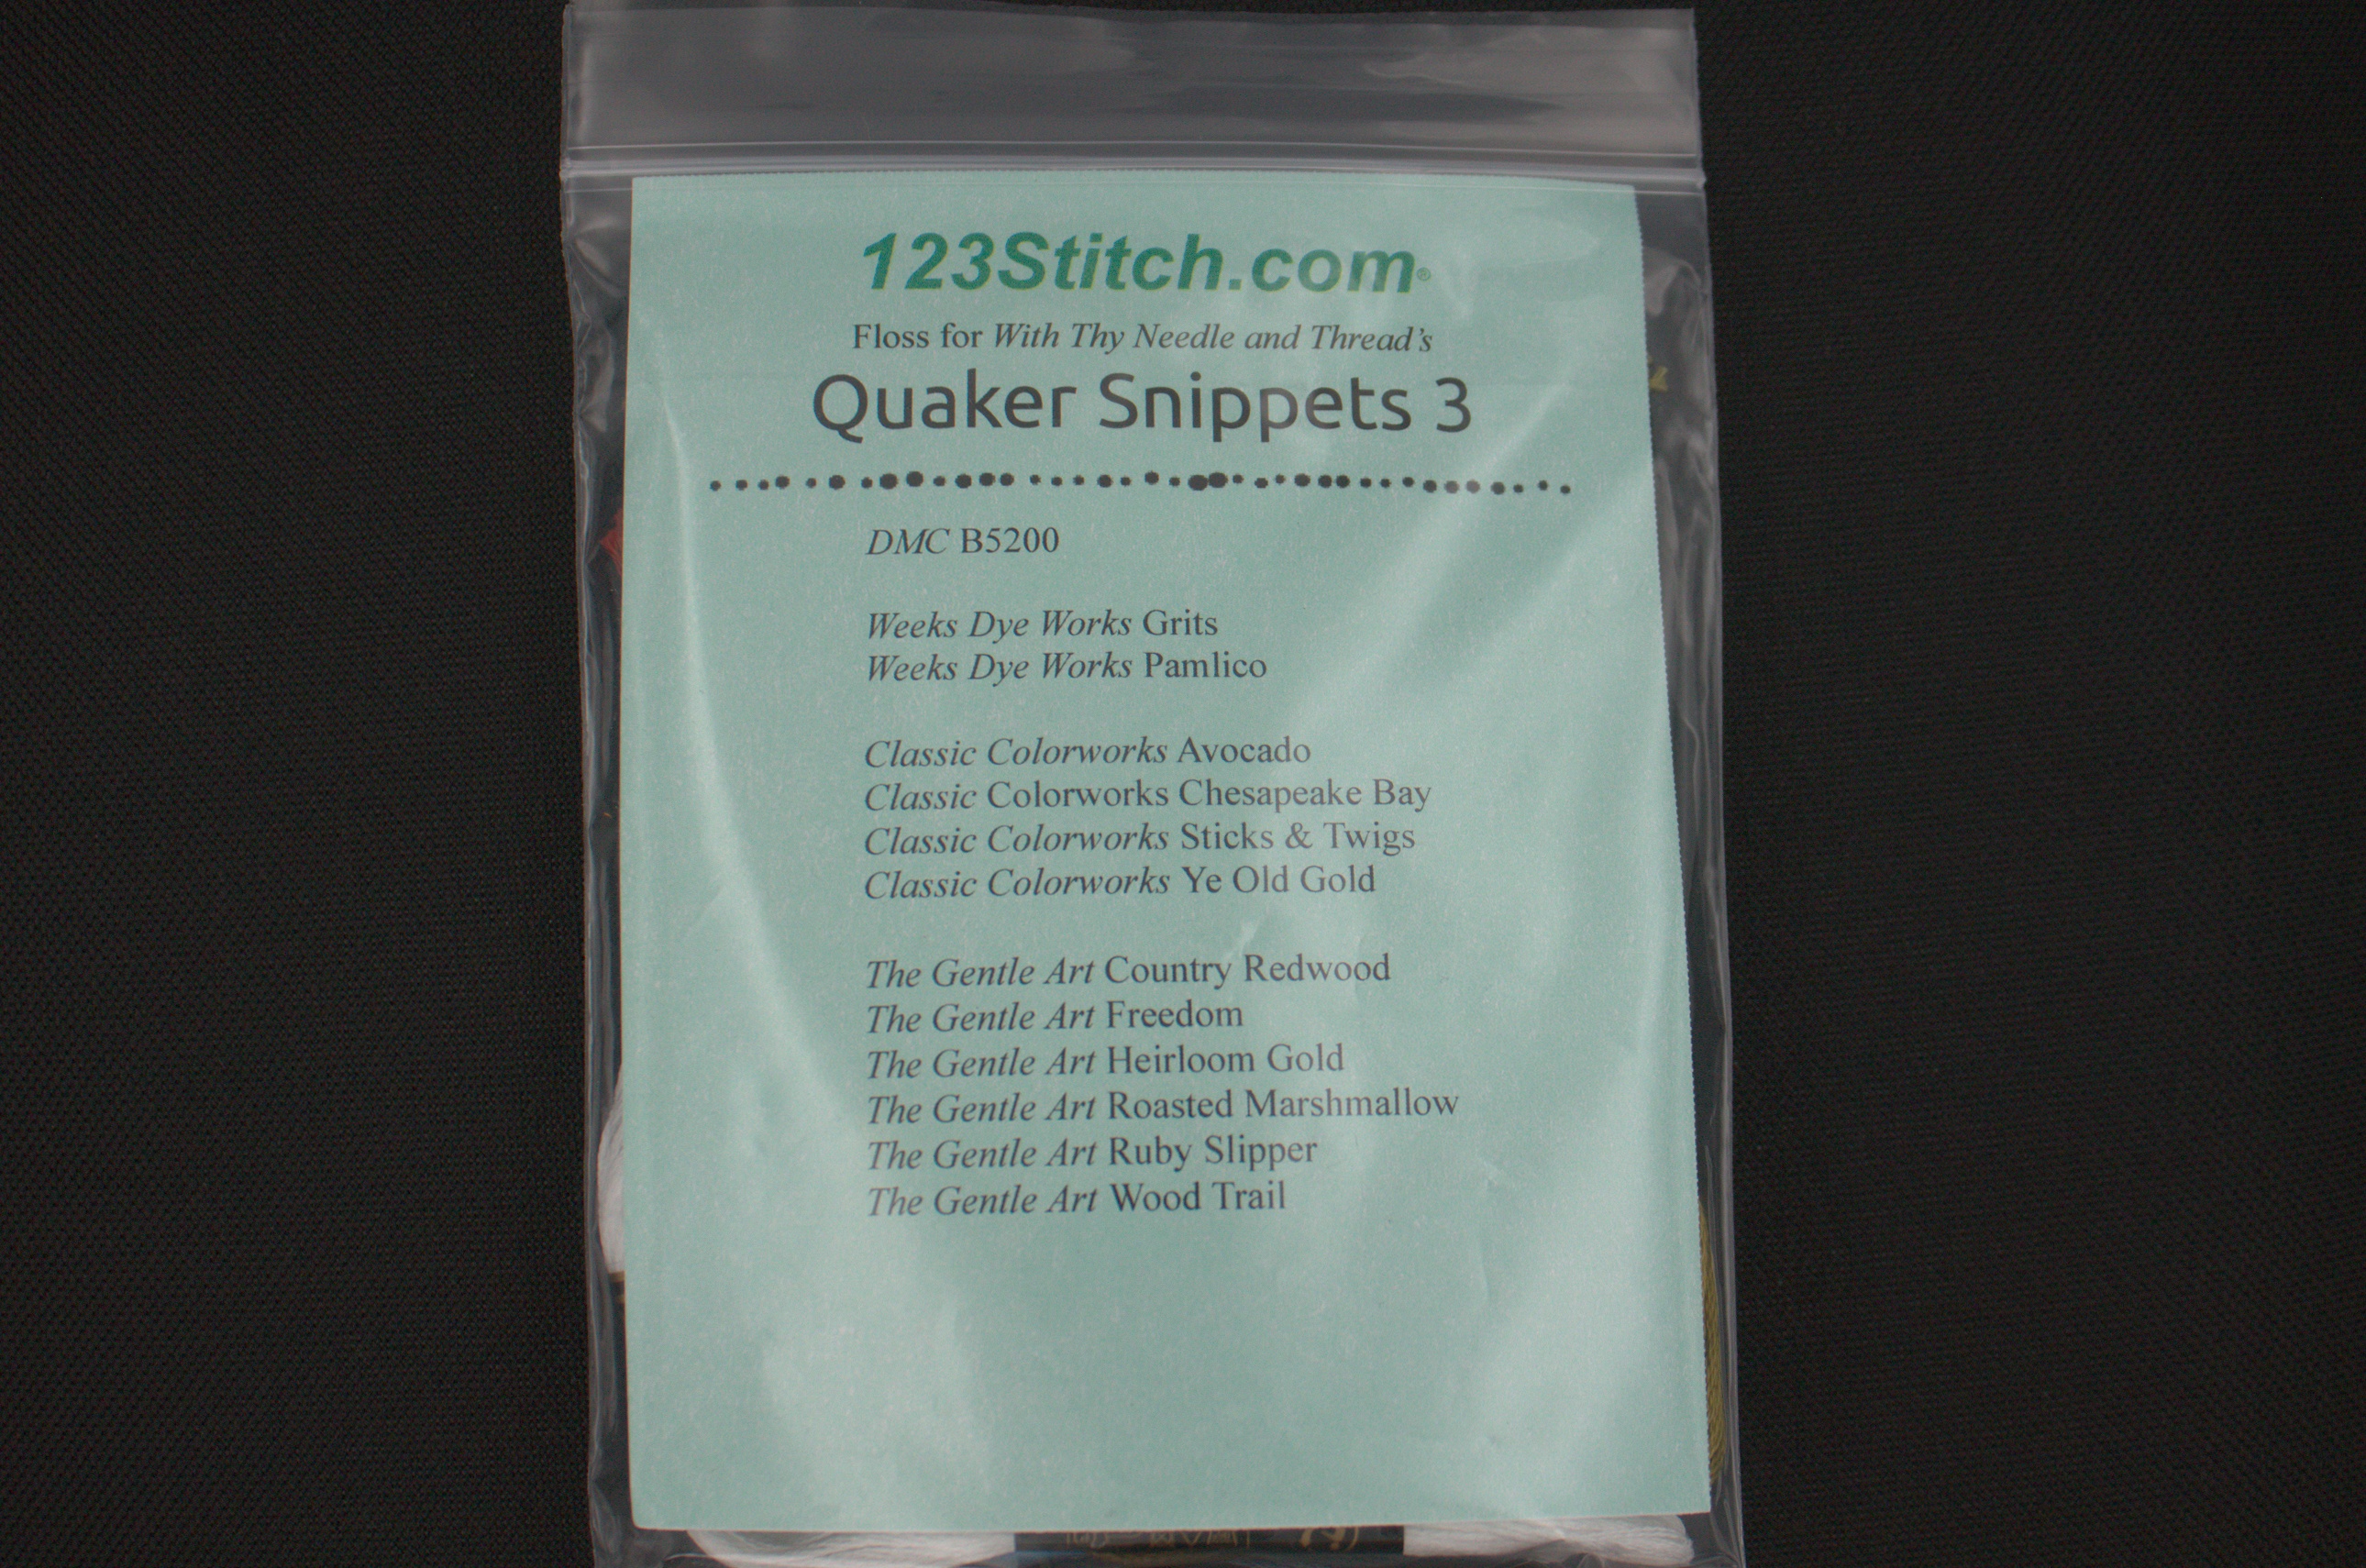 123Stitch.com®
Floss for With Thy Needle and Thread's
Quaker Snippets 3
DMC B5200
Weeks Dye Works Grits
Weeks Dye Works Pamlico
Classic Colorworks Avocado
Classic Colorworks Chesapeake Bay
Classic Colorworks Sticks & Twigs
Classic Colorworks Ye Old Gold
The Gentle Art Country Redwood
The Gentle Art Freedom
The Gentle Art Heirloom Gold
The Gentle Art Roasted Marshmallow
The Gentle Art Ruby Slipper
The Gentle Art Wood Trail